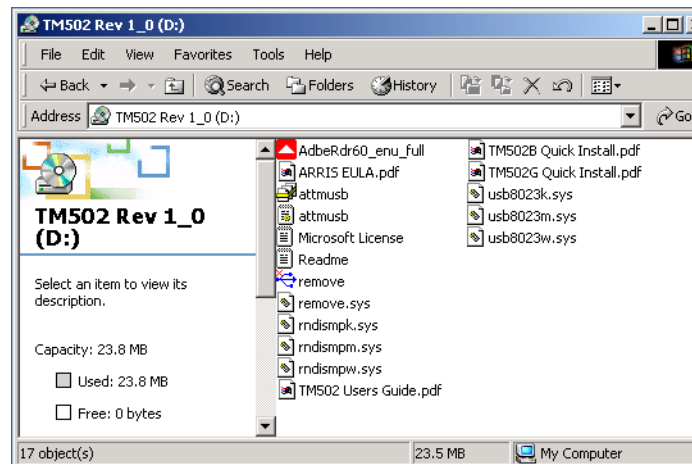 TM502 Rev 1_0 (D:)
File Edit View Favorites Tools Help
Back Search Folders History
Address TM502 Rev 1_0 (D:) Go
TM502 Rev 1_0
(D:)
Select an item to view its
description.
Capacity: 23.8 MB
Used: 23.8 MB
Free: 0 bytes
AdbeRdr60_enu_full
ARRIS EULA.pdf
attmusb
attmusb
Microsoft License
Readme
remove
remove.sys
rndismpk.sys
rndismpm.sys
rndismpw.sys
TM502 Users Guide.pdf
TM502B Quick Install.pdf
TM502G Quick Install.pdf
usb8023k.sys
usb8023m.sys
usb8023w.sys
17 object(s) 23.5 MB My Computer